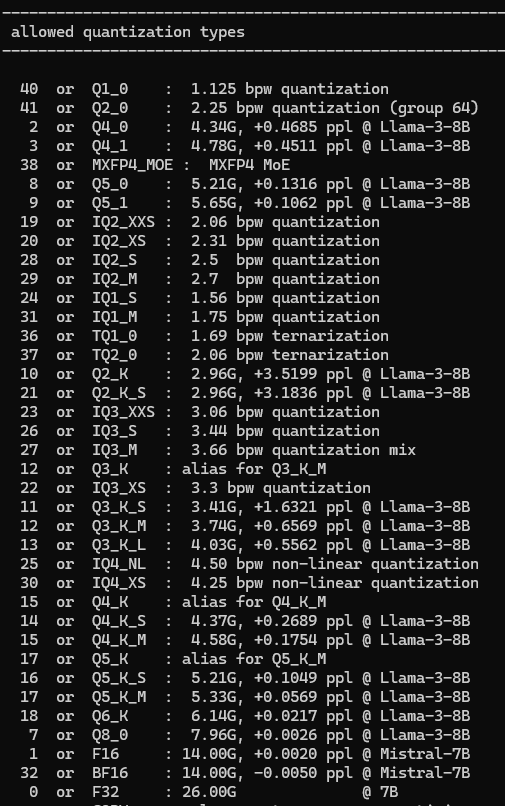 -----------------------------------------------------
allowed quantization types
-----------------------------------------------------
40 or Q1_0 : 1.125 bpw quantization
41 or Q2_0 : 2.25 bpw quantization (group 64)
2 or Q4_0 : 4.34G, +0.4685 ppl @ Llama-3-8B
3 or Q4_1 : 4.78G, +0.4511 ppl @ Llama-3-8B
38 or MXFP4_MOE : MXFP4 MoE
8 or Q5_0 : 5.21G, +0.1316 ppl @ Llama-3-8B
9 or Q5_1 : 5.65G, +0.1062 ppl @ Llama-3-8B
19 or IQ2_XXS : 2.06 bpw quantization
20 or IQ2_XS : 2.31 bpw quantization
28 or IQ2_S : 2.5 bpw quantization
29 or IQ2_M : 2.7 bpw quantization
24 or IQ1_S : 1.56 bpw quantization
31 or IQ1_M : 1.75 bpw quantization
36 or TQ1_0 : 1.69 bpw ternarization
37 or TQ2_0 : 2.06 bpw ternarization
10 or Q2_K : 2.96G, +3.5199 ppl @ Llama-3-8B
21 or Q2_K_S : 2.96G, +3.1836 ppl @ Llama-3-8B
23 or IQ3_XXS : 3.06 bpw quantization
26 or IQ3_S : 3.44 bpw quantization
27 or IQ3_M : 3.66 bpw quantization mix
12 or Q3_K : alias for Q3_K_M
22 or IQ3_XS : 3.3 bpw quantization
11 or Q3_K_S : 3.41G, +1.6321 ppl @ Llama-3-8B
12 or Q3_K_M : 3.74G, +0.6569 ppl @ Llama-3-8B
13 or Q3_K_L : 4.03G, +0.5562 ppl @ Llama-3-8B
25 or IQ4_NL : 4.50 bpw non-linear quantization
30 or IQ4_XS : 4.25 bpw non-linear quantization
15 or Q4_K : alias for Q4_K_M
14 or Q4_K_S : 4.37G, +0.2689 ppl @ Llama-3-8B
15 or Q4_K_M : 4.58G, +0.1754 ppl @ Llama-3-8B
17 or Q5_K : alias for Q5_K_M
16 or Q5_K_S : 5.21G, +0.1049 ppl @ Llama-3-8B
17 or Q5_K_M : 5.33G, +0.0569 ppl @ Llama-3-8B
18 or Q6_K : 6.14G, +0.0217 ppl @ Llama-3-8B
7 or Q8_0 : 7.96G, +0.0026 ppl @ Llama-3-8B
1 or F16 : 14.00G, +0.0020 ppl @ Mistral-7B
32 or BF16 : 14.00G, -0.0050 ppl @ Mistral-7B
0 or F32 : 26.00G @ 7B